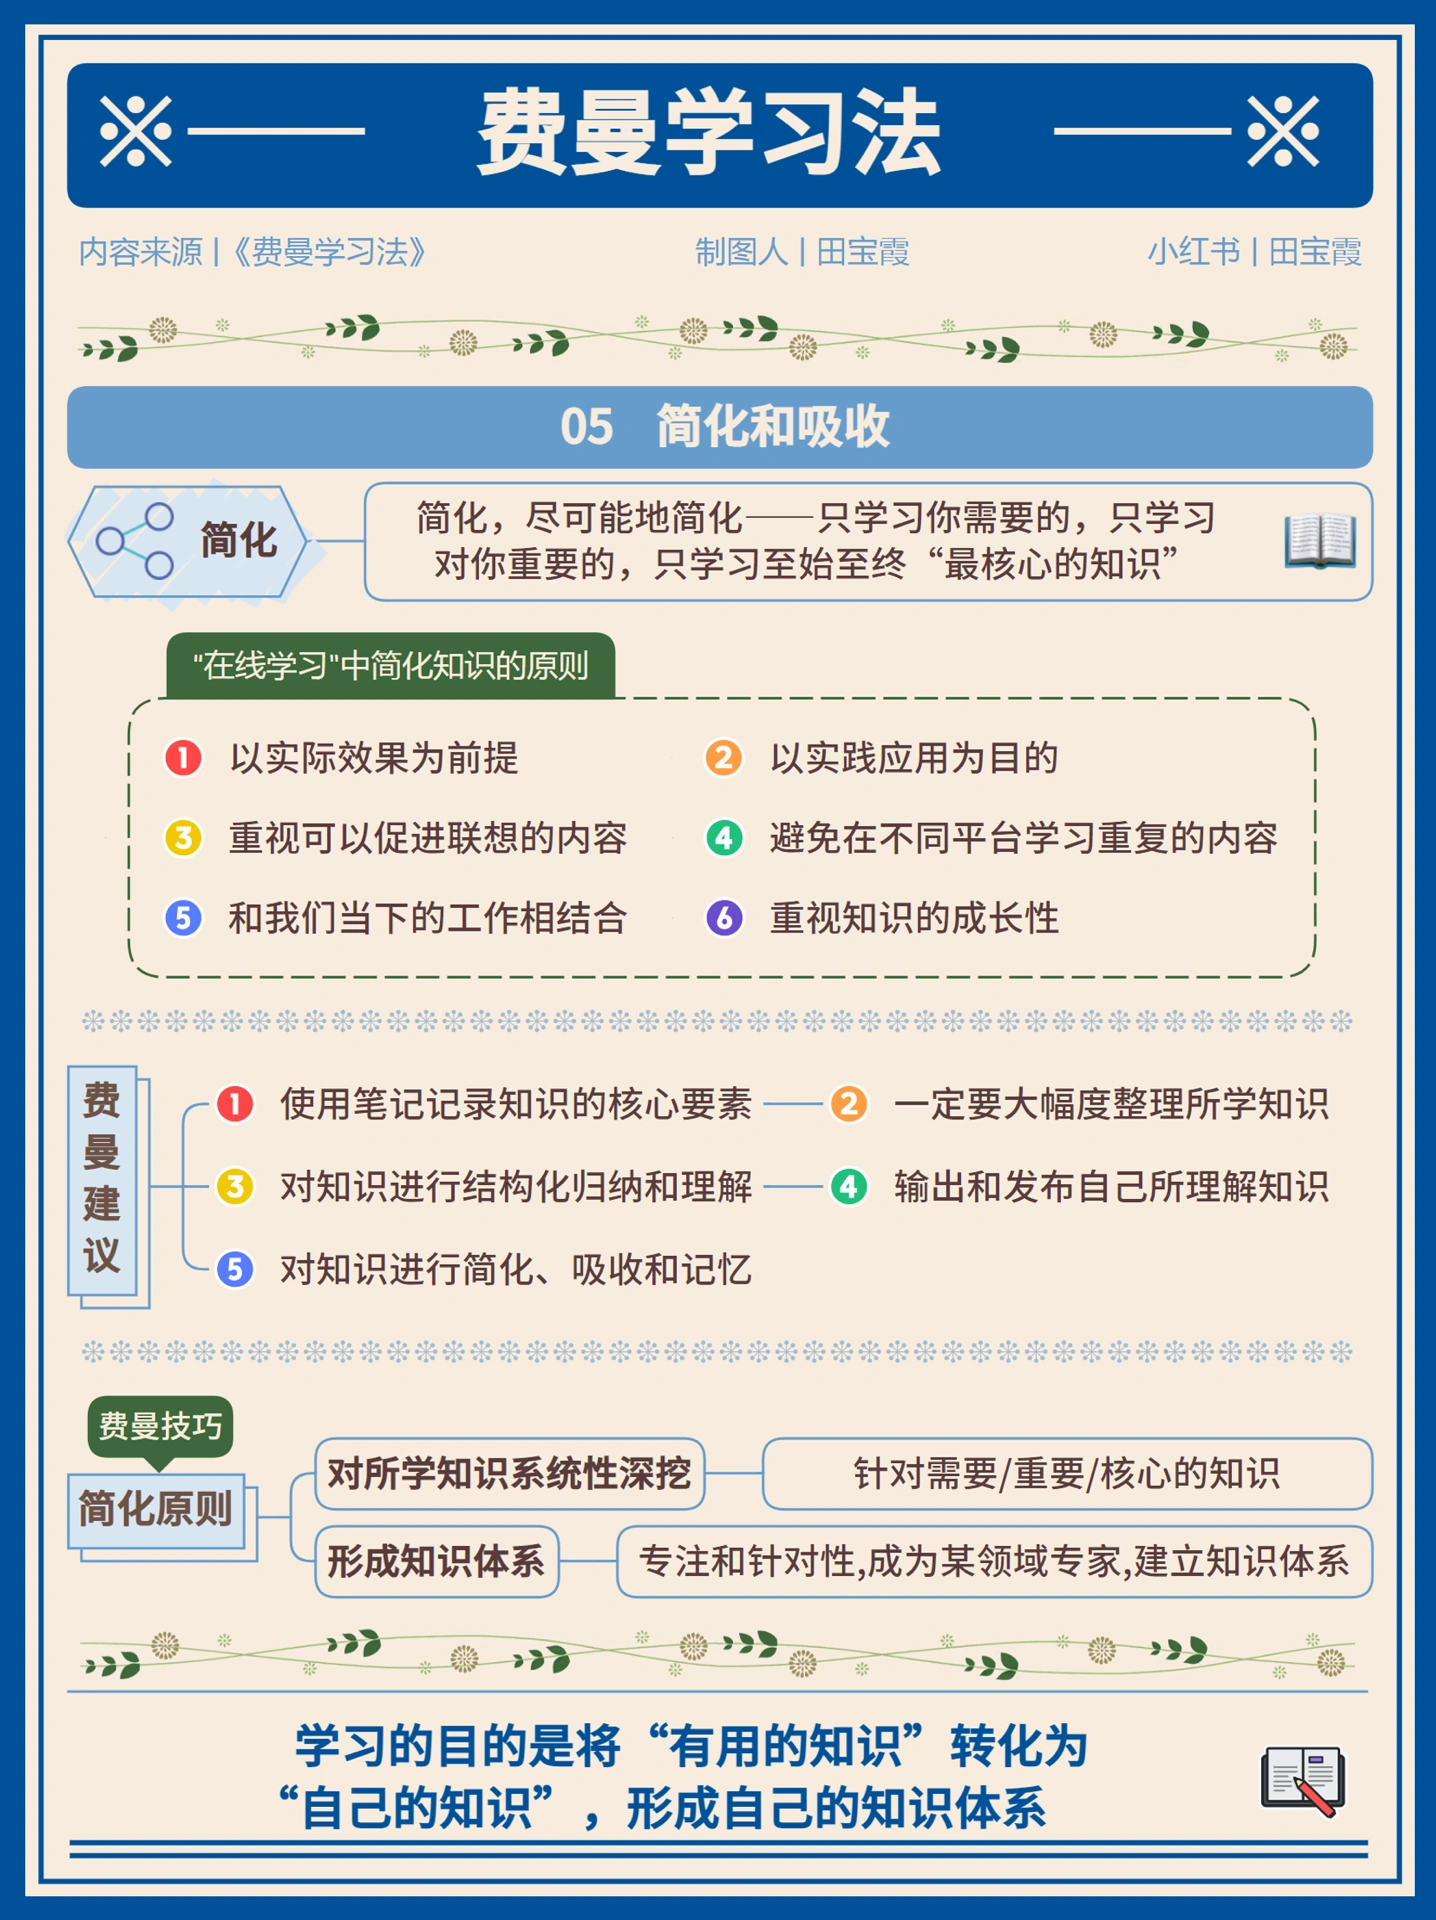 ※—— 费曼学习法 ——※
内容来源 |《费曼学习法》 制图人 | 田宝霞 小红书 | 田宝霞
05 简化和吸收
简化
简化，尽可能地简化——只学习你需要的，只学习
对你重要的，只学习至始至终“最核心的知识”
"在线学习"中简化知识的原则
1 以实际效果为前提
2 以实践应用为目的
3 重视可以促进联想的内容
4 避免在不同平台学习重复的内容
5 和我们当下的工作相结合
6 重视知识的成长性
费曼建议
1 使用笔记记录知识的核心要素
2 一定要大幅度整理所学知识
3 对知识进行结构化归纳和理解
4 输出和发布自己所理解知识
5 对知识进行简化、吸收和记忆
费曼技巧
简化原则
对所学知识系统性深挖
针对需要/重要/核心的知识
形成知识体系
专注和针对性,成为某领域专家,建立知识体系
学习的目的是将“有用的知识”转化为
“自己的知识”，形成自己的知识体系